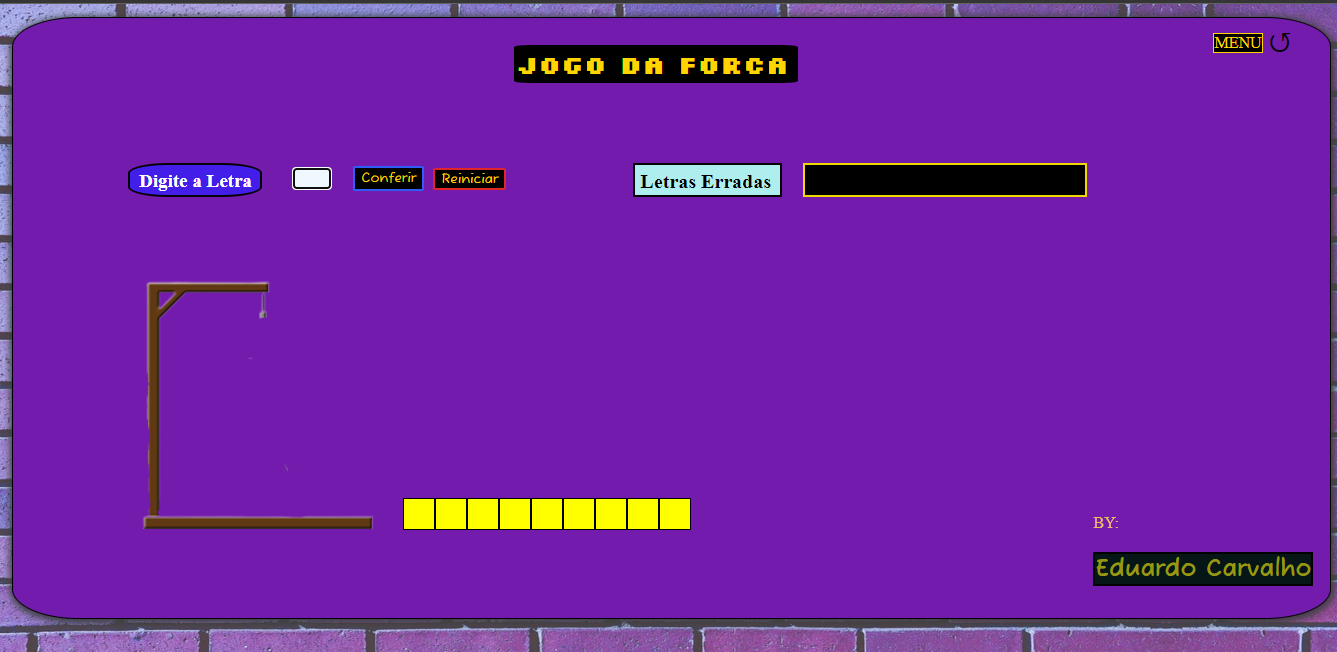 MENU ↺
JOGO DA FORCA
Digite a Letra
Conferir
Reiniciar
Letras Erradas
BY:
Eduardo Carvalho